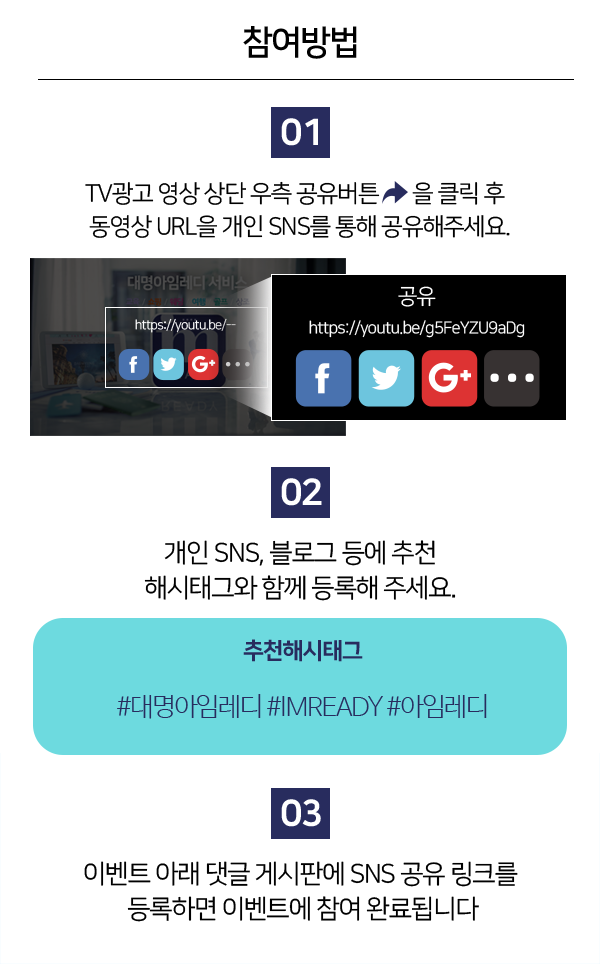 참여방법
01
TV광고 영상 상단 우측 공유버튼 을 클릭 후
동영상 URL을 개인 SNS를 통해 공유해주세요.
대명아임레디 서비스
https://youtu.be/--
공유
https://youtu.be/g5FeYZU9aDg
02
개인 SNS, 블로그 등에 추천
해시태그와 함께 등록해 주세요.
추천해시태그
#대명아임레디 #IMREADY #아임레디
03
이벤트 아래 댓글 게시판에 SNS 공유 링크를
등록하면 이벤트에 참여 완료됩니다